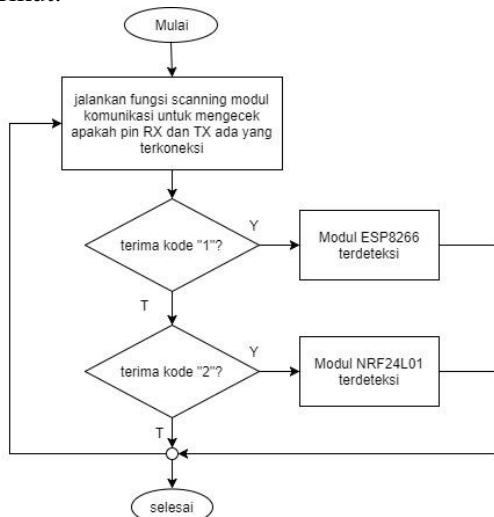 Mulai
jalankan fungsi scanning modul
komunikasi untuk mengecek
apakah pin RX dan TX ada yang
terkoneksi
terima kode "1"?
Y
Modul ESP8266
terdeteksi
T
terima kode "2"?
Y
Modul NRF24L01
terdeteksi
T
selesai